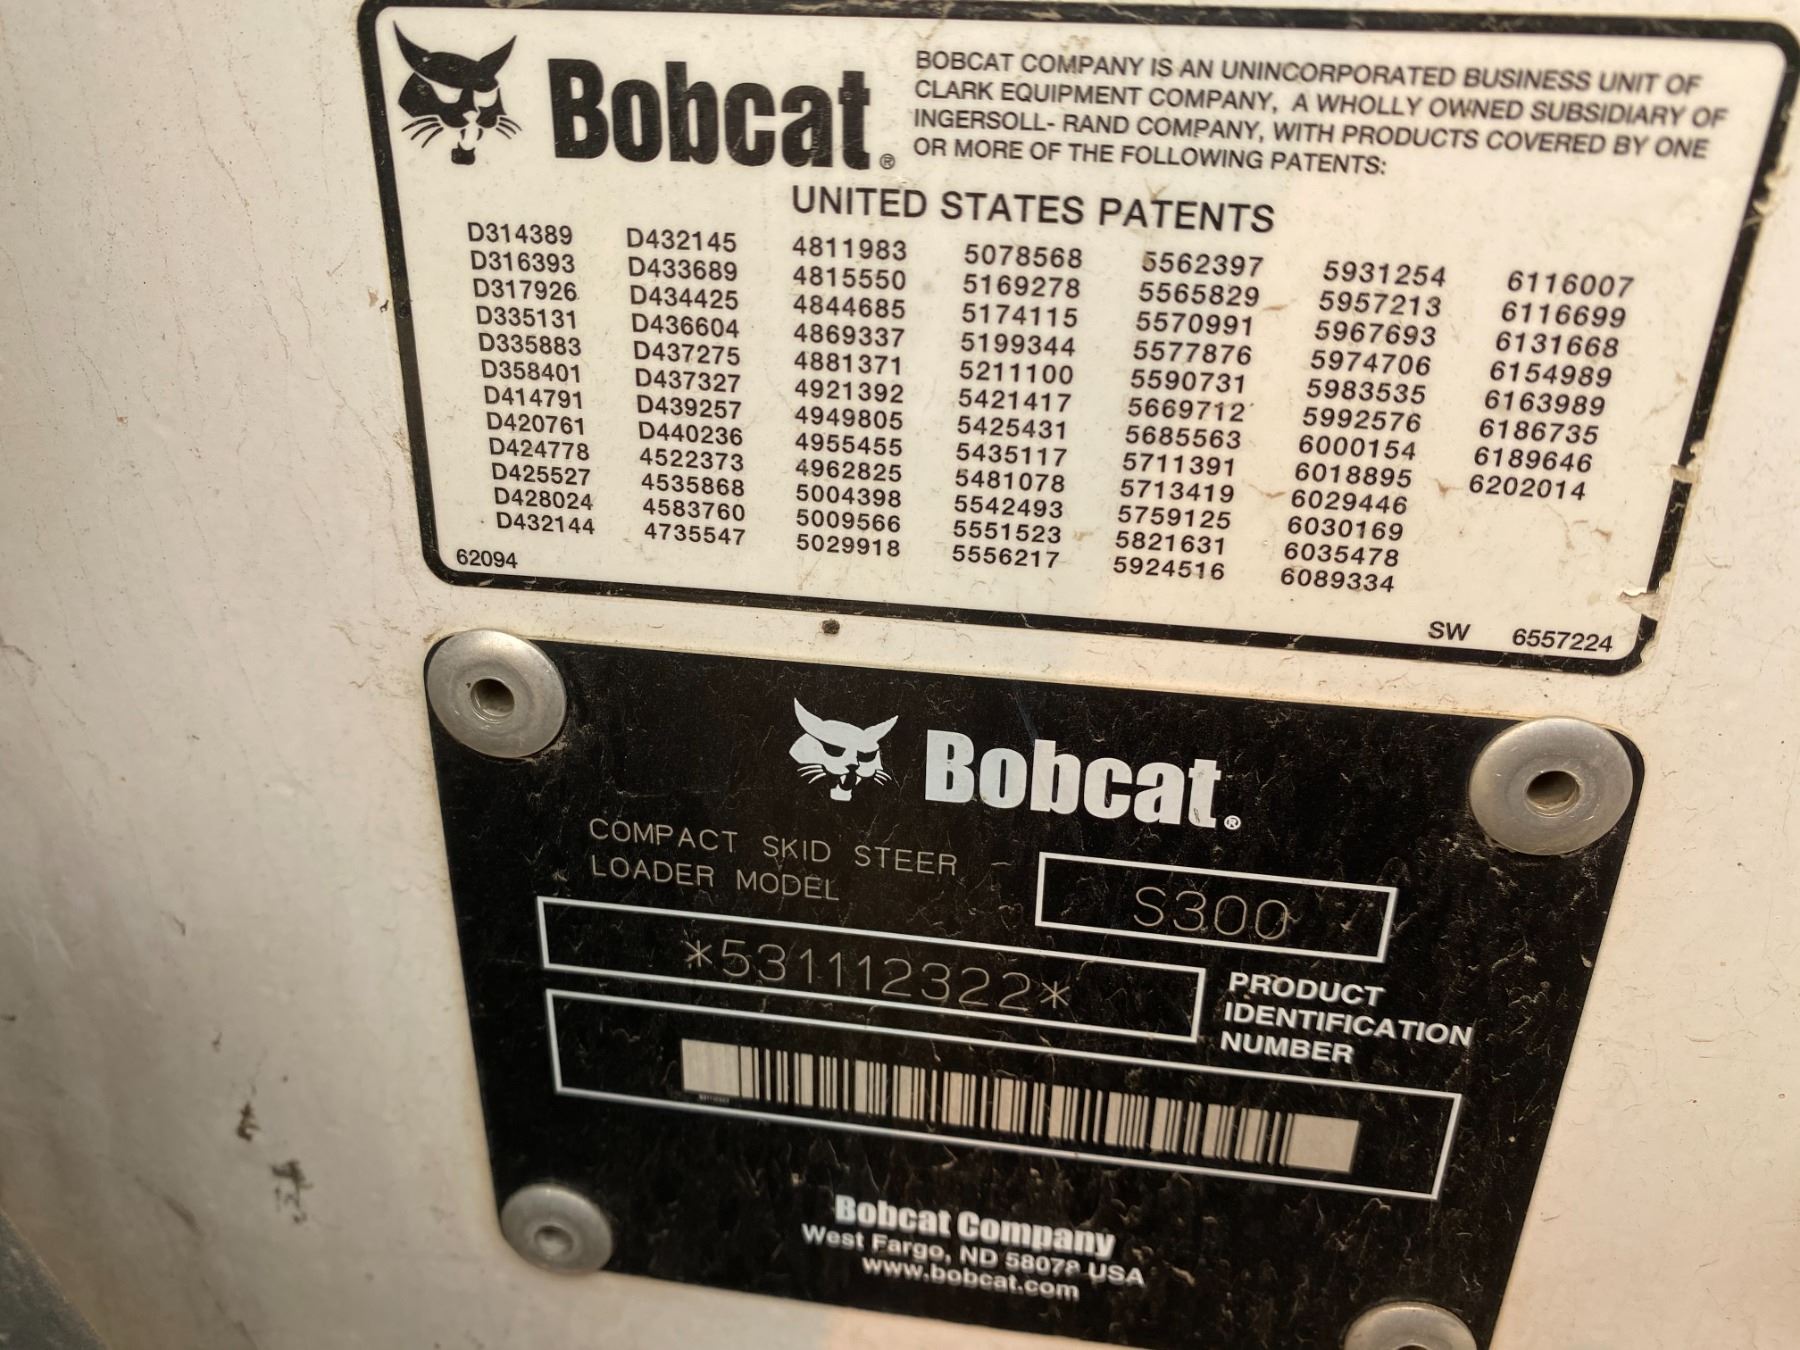 Bobcat®
BOBCAT COMPANY IS AN UNINCORPORATED BUSINESS UNIT OF
CLARK EQUIPMENT COMPANY, A WHOLLY OWNED SUBSIDIARY OF
INGERSOLL- RAND COMPANY, WITH PRODUCTS COVERED BY ONE
OR MORE OF THE FOLLOWING PATENTS:
UNITED STATES PATENTS
D314389 D432145 4811983 5078568 5562397 5931254 6116007
D316393 D433689 4815550 5169278 5565829 5957213 6116699
D317926 D434425 4844685 5174115 5570991 5967693 6131668
D335131 D436604 4869337 5199344 5577876 5974706 6154989
D335883 D437275 4881371 5211100 5590731 5983535 6163989
D358401 D437327 4921392 5421417 5669712 5992576 6186735
D414791 D439257 4949805 5425431 5685563 6000154 6189646
D420761 D440236 4955455 5435117 5711391 6018895 6202014
D424778 4522373 4962825 5481078 5713419 6029446
D425527 4535868 5004398 5542493 5759125 6030169
D428024 4583760 5009566 5551523 5821631 6035478
D432144 4735547 5029918 5556217 5924516 6089334
62094
SW 6557224
Bobcat®
COMPACT SKID STEER
LOADER MODEL
S300
*531112322*
PRODUCT
IDENTIFICATION
NUMBER
Bobcat Company
West Fargo, ND 58078 USA
www.bobcat.com